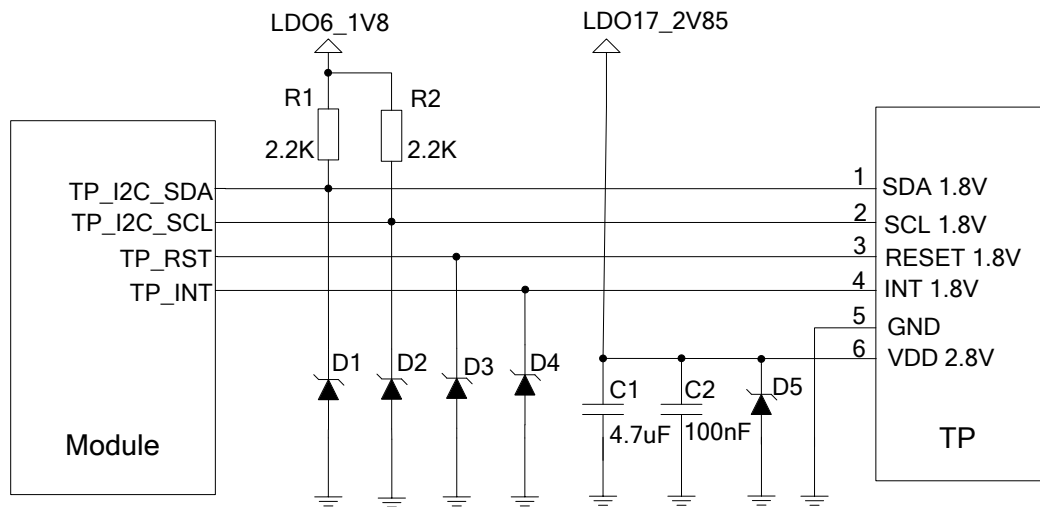 LDO6_1V8
LDO17_2V85
R1
R2
2.2K
2.2K
TP_I2C_SDA
1
SDA 1.8V
TP_I2C_SCL
2
SCL 1.8V
TP_RST
3
RESET 1.8V
TP_INT
4
INT 1.8V
5
GND
6
VDD 2.8V
D1
D2
D3
D4
C1
C2
D5
4.7uF
100nF
Module
TP